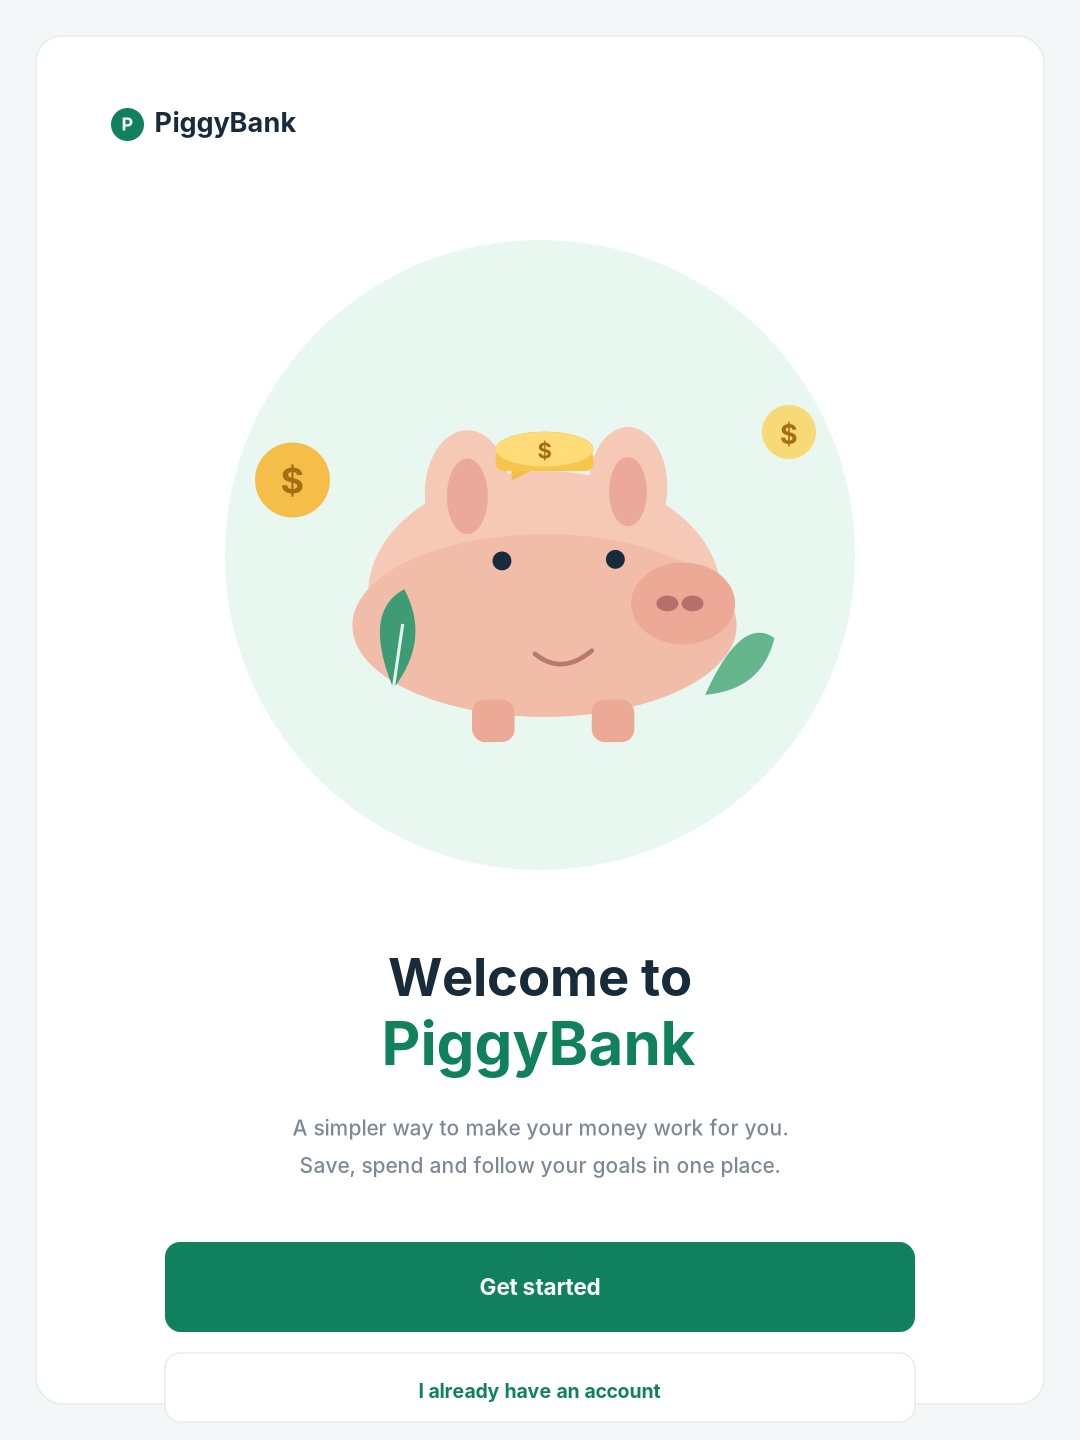 P PiggyBank
$
$
$
Welcome to
PiggyBank
A simpler way to make your money work for you.
Save, spend and follow your goals in one place.
Get started
I already have an account